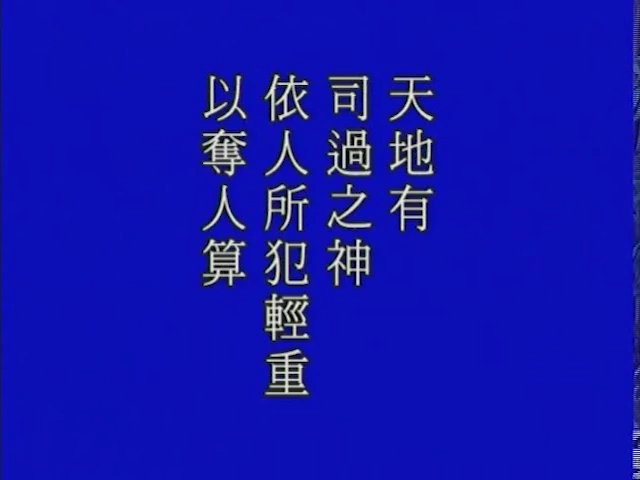 天地有
司過之神
依人所犯輕重
以奪人算